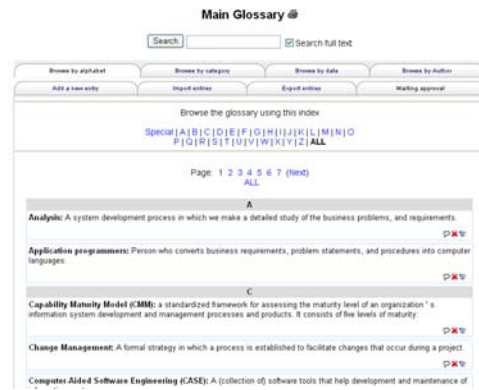 Main Glossary
Search Search full text
Browse by alphabet Browse by category Browse by date Browse by Author
Add a new entry Import entries Export entries Waiting approval
Browse the glossary using this index
Special | A | B | C | D | E | F | G | H | I | J | K | L | M | N | O
P | Q | R | S | T | U | V | W | X | Y | Z | ALL
Page: 1 2 3 4 5 6 7 (Next)
ALL
A
Analysis: A system development process in which we make a detailed study of the business problems, and requirements.
Application programmers: Person who converts business requirements, problem statements, and procedures into computer
languages.
C
Capability Maturity Model (CMM): a standardized framework for assessing the maturity level of an organization ' s
information system development and management processes and products. It consists of five levels of maturity:
Change Management: A formal strategy in which a process is established to facilitate changes that occur during a project.
Computer-Aided Software Engineering (CASE): A (collection of) software tools that help development and maintenance of